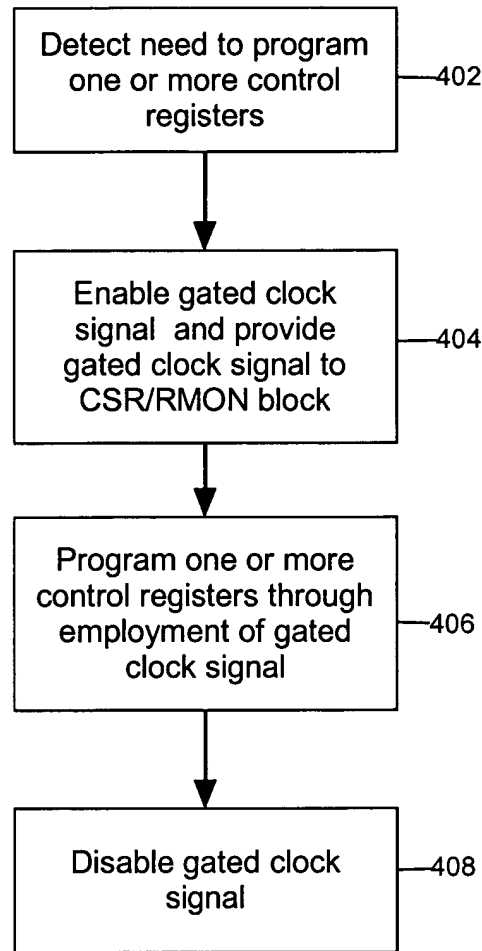 Detect need to program
one or more control
registers
402
Enable gated clock
signal and provide
gated clock signal to
CSR/RMON block
404
Program one or more
control registers through
employment of gated
clock signal
406
Disable gated clock
signal
408